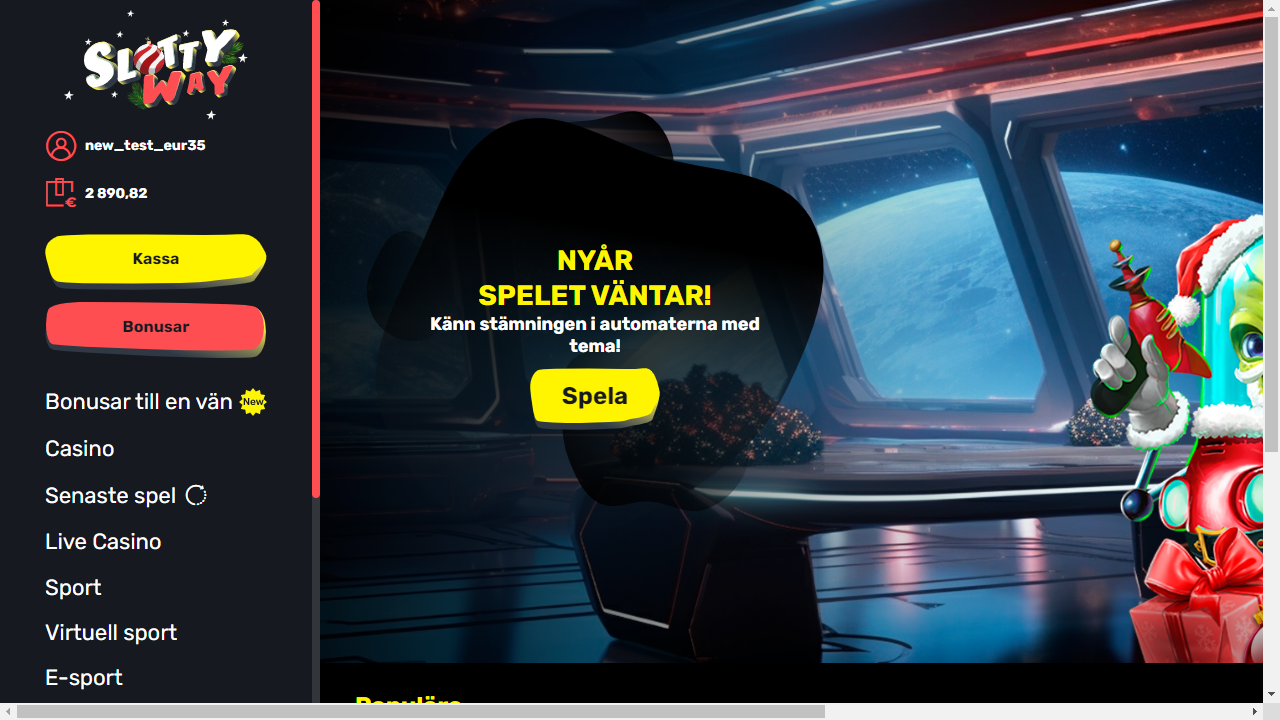 SLOTTY
WAY
new_test_eur35
2 890,82
€
Kassa
Bonusar
Bonusar till en vän New
Casino
Senaste spel
Live Casino
Sport
Virtuell sport
E-sport
NYÅR
SPELET VÄNTAR!
Känn stämningen i automaterna med
tema!
Spela
Populära